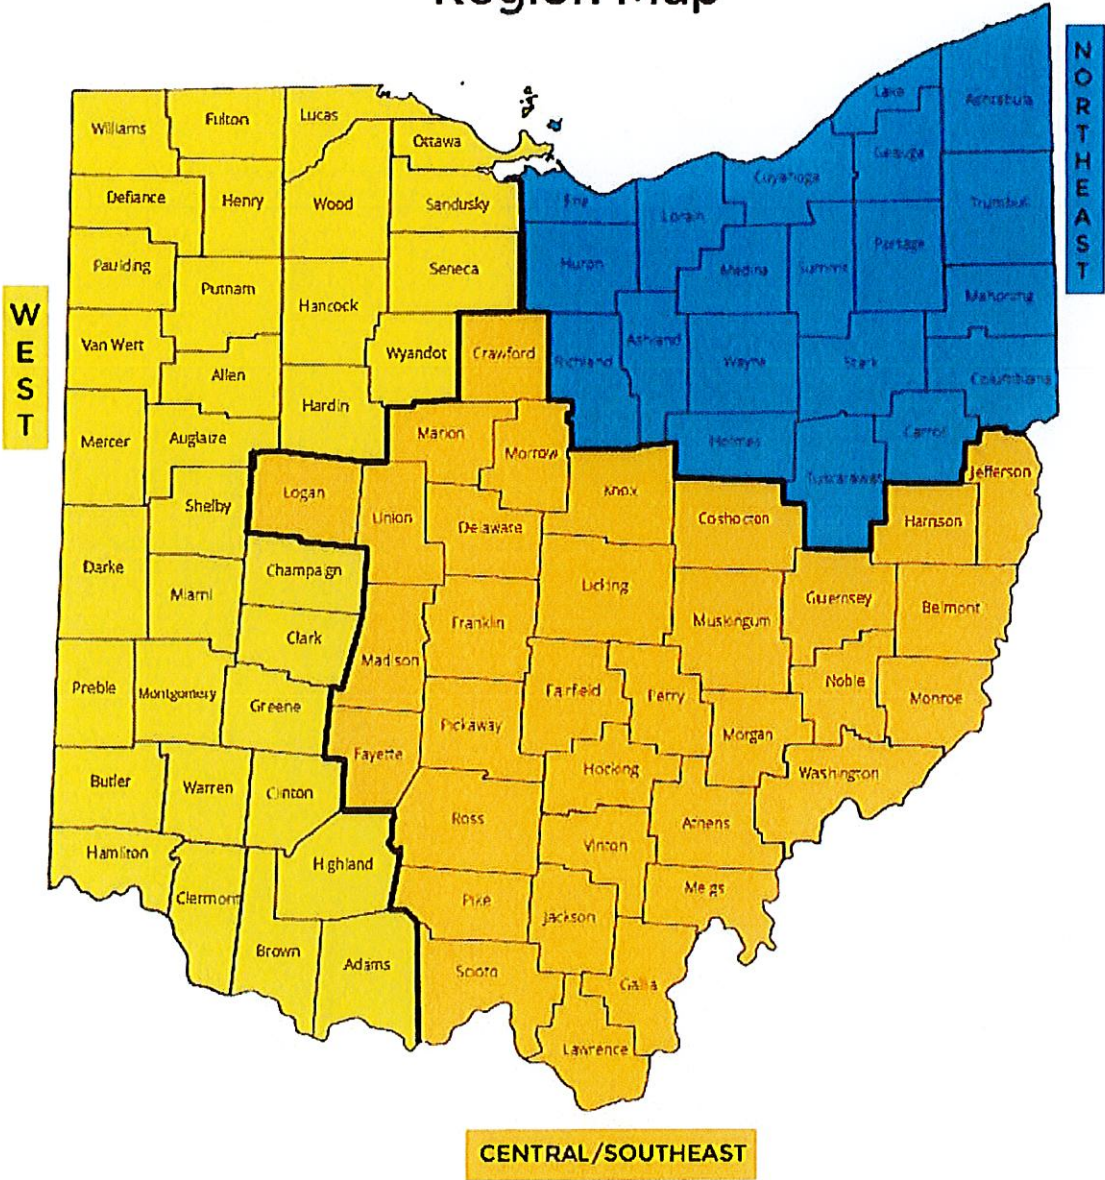 Region Map
NORTHEAST
WEST
Williams
Fulton
Lucas
Ottawa
Lake
Ashtabula
Geauga
Defiance
Henry
Wood
Sandusky
Erie
Lorain
Cuyahoga
Trumbull
Paulding
Putnam
Hancock
Seneca
Huron
Medina
Summit
Portage
Mahoning
Van Wert
Allen
Wyandot
Crawford
Richland
Ashland
Wayne
Stark
Columbiana
Hardin
Mercer
Auglaize
Marion
Morrow
Holmes
Carroll
Tuscarawas
Jefferson
Shelby
Logan
Union
Delaware
Knox
Coshocton
Harrison
Darke
Miami
Champaign
Clark
Madison
Franklin
Licking
Muskingum
Guernsey
Belmont
Preble
Montgomery
Greene
Fayette
Pickaway
Fairfield
Perry
Morgan
Noble
Monroe
Butler
Warren
Clinton
Ross
Hocking
Athens
Washington
Hamilton
Clermont
Highland
Vinton
Meigs
Brown
Adams
Pike
Jackson
Scioto
Gallia
Lawrence
CENTRAL/SOUTHEAST